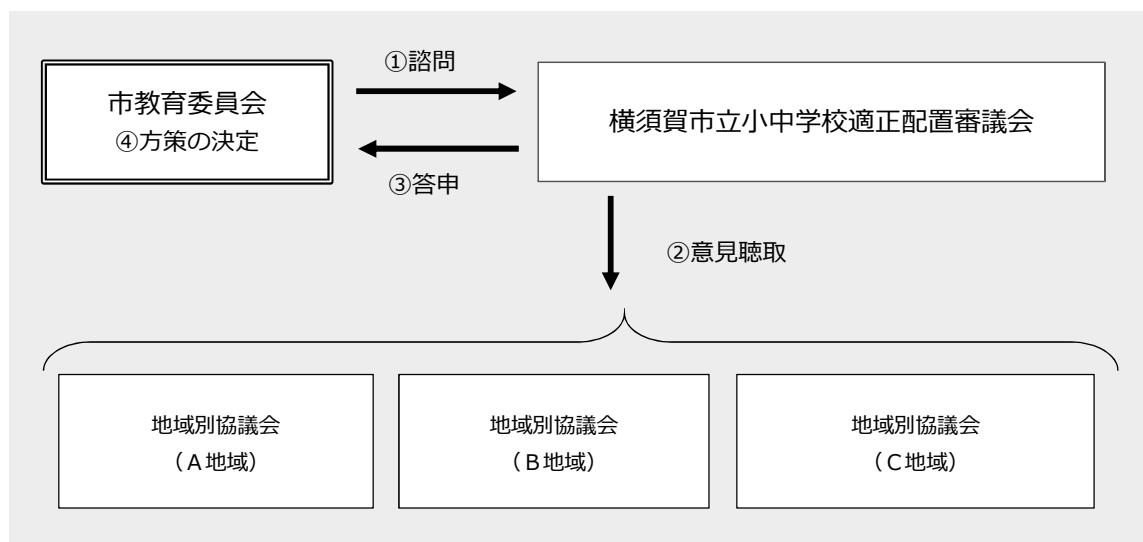 ①諮問
市教育委員会
④方策の決定
横須賀市立小中学校適正配置審議会
③答申
②意見聴取
地域別協議会
（Ａ地域）
地域別協議会
（Ｂ地域）
地域別協議会
（Ｃ地域）